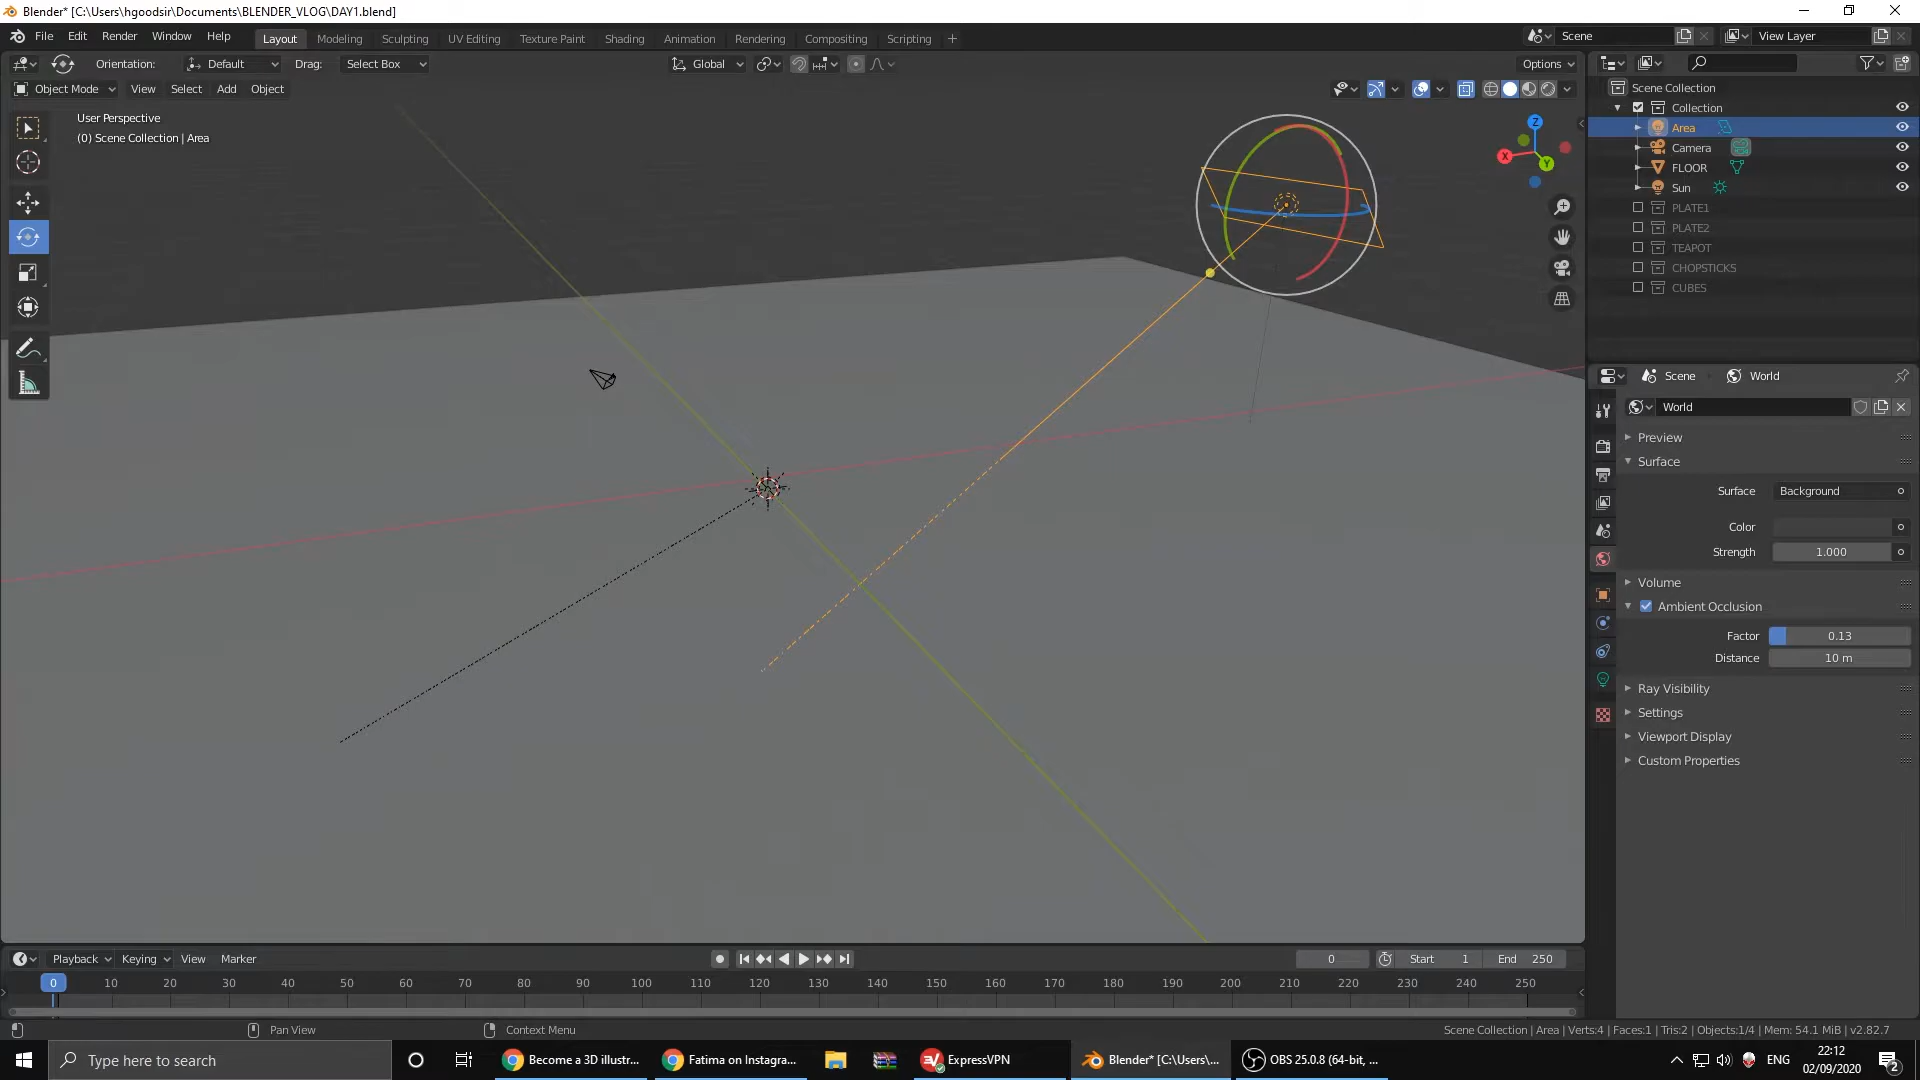 Blender* [C:\Users\hgoodsir\Documents\BLENDER_VLOG\DAY1.blend]
File Edit Render Window Help Layout Modeling Sculpting UV Editing Texture Paint Shading Animation Rendering Compositing Scripting + Scene View Layer
Orientation: Default Drag: Select Box Global Options
Object Mode View Select Add Object
User Perspective
(0) Scene Collection | Area
Z
X
Y
Scene Collection
Collection
Area
Camera
FLOOR
Sun
PLATE1
PLATE2
TEAPOT
CHOPSTICKS
CUBES
Scene World
World
Preview
Surface
Surface Background
Color
Strength 1.000
Volume
Ambient Occlusion
Factor 0.13
Distance 10 m
Ray Visibility
Settings
Viewport Display
Custom Properties
Playback Keying View Marker 0 Start 1 End 250
0 10 20 30 40 50 60 70 80 90 100 110 120 130 140 150 160 170 180 190 200 210 220 230 240 250
Pan View Context Menu Scene Collection | Area | Verts:4 | Faces:1 | Tris:2 | Objects:1/4 | Mem: 54.1 MiB | v2.82.7
Type here to search Become a 3D illustr... Fatima on Instagra... ExpressVPN Blender* [C:\Users\... OBS 25.0.8 (64-bit, ... ENG 22:12
02/09/2020
2